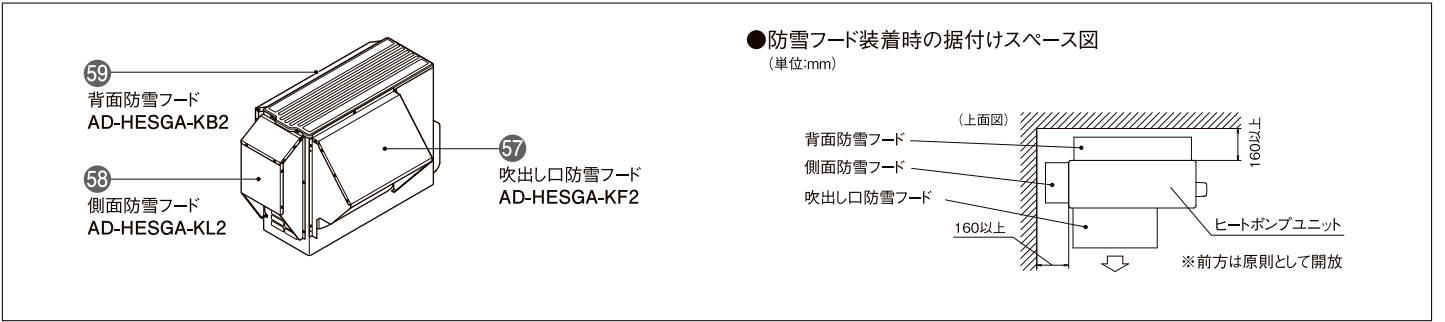 59
背面防雪フード
AD-HESGA-KB2
58
側面防雪フード
AD-HESGA-KL2
57
吹出し口防雪フード
AD-HESGA-KF2
●防雪フード装着時の据付けスペース図
(単位:mm)
(上面図)
背面防雪フード
側面防雪フード
吹出し口防雪フード
160以上
160以上
ヒートポンプユニット
※前方は原則として開放